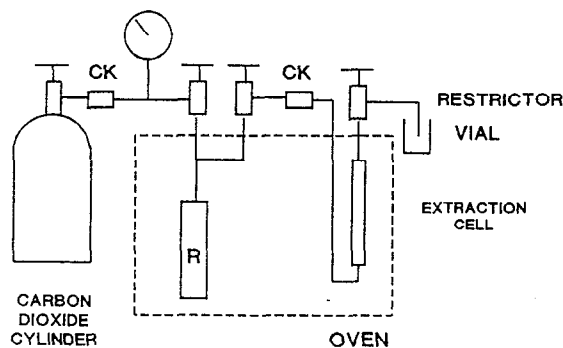 CK
CK
RESTRICTOR
VIAL
EXTRACTION
CELL
R
CARBON
DIOXIDE
CYLINDER
OVEN